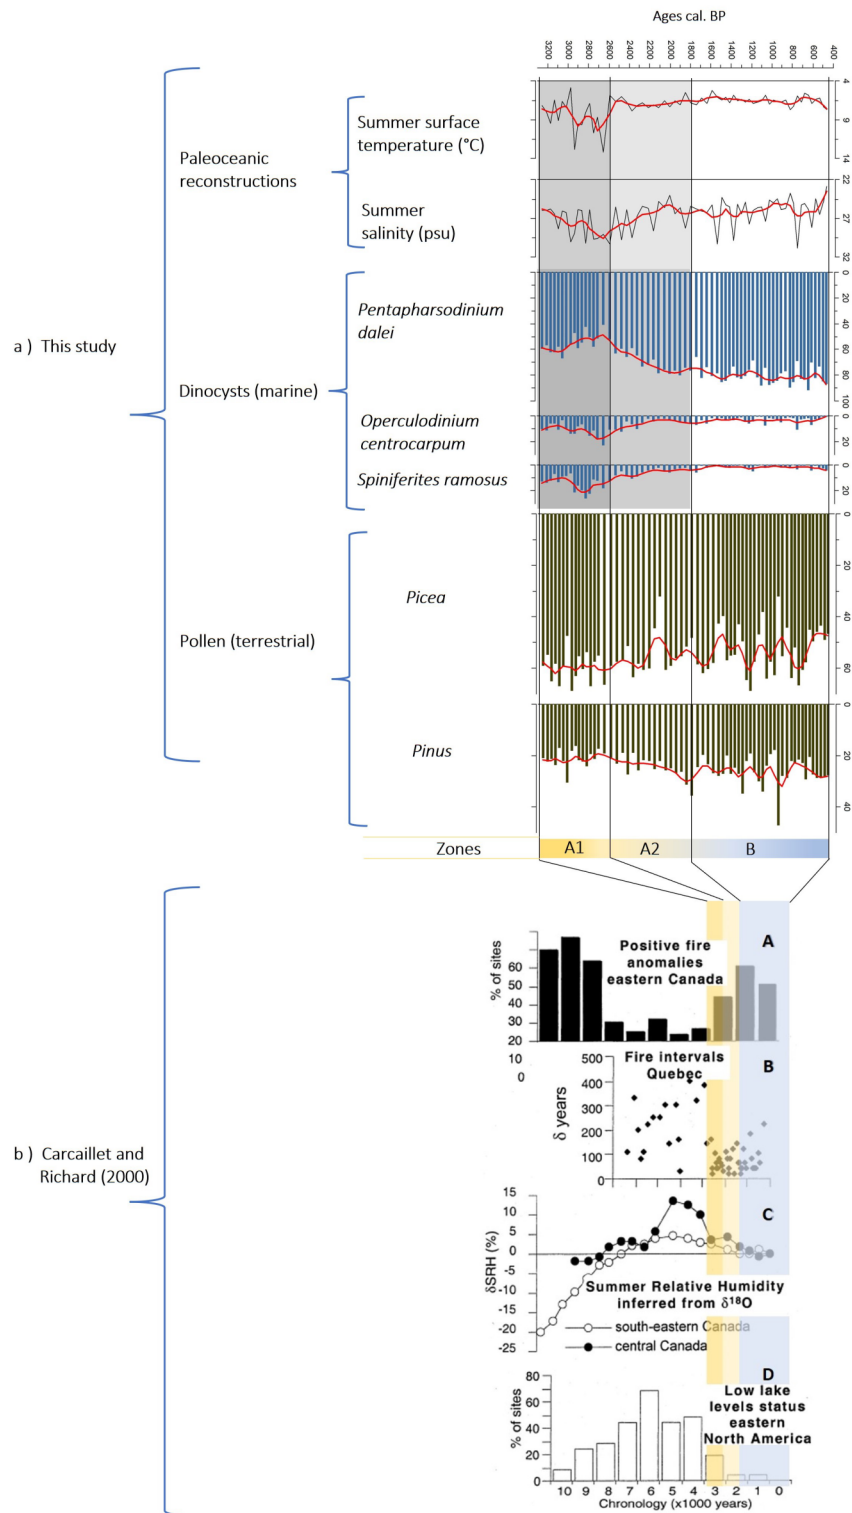 Ages cal. BP
3200 3000 2800 2600 2400 2200 2000 1800 1600 1400 1200 1000 800 600 400
4
9
14
Summer surface
temperature (°C)
Paleoceanic
reconstructions
22
27
32
Summer
salinity (psu)
0
20
40
60
80
100
Pentapharsodinium
dalei
a ) This study
Dinocysts (marine)
0
20
Operculodinium
centrocarpum
0
20
Spiniferites ramosus
0
20
40
60
Picea
Pollen (terrestrial)
0
20
40
Pinus
Zones A1 A2 B
A
Positive fire
anomalies
eastern Canada
% of sites
60
50
40
30
20
10
0
B
Fire intervals
Quebec
δ years
500
400
300
200
100
0
b ) Carcaillet and
Richard (2000)
C
δSRH (%)
15
10
5
0
-5
-10
-15
-20
-25
Summer Relative Humidity
inferred from δ18O
south-eastern Canada
central Canada
D
Low lake
levels status
eastern
North America
% of sites
80
60
40
20
0
10 9 8 7 6 5 4 3 2 1 0
Chronology (x1000 years)